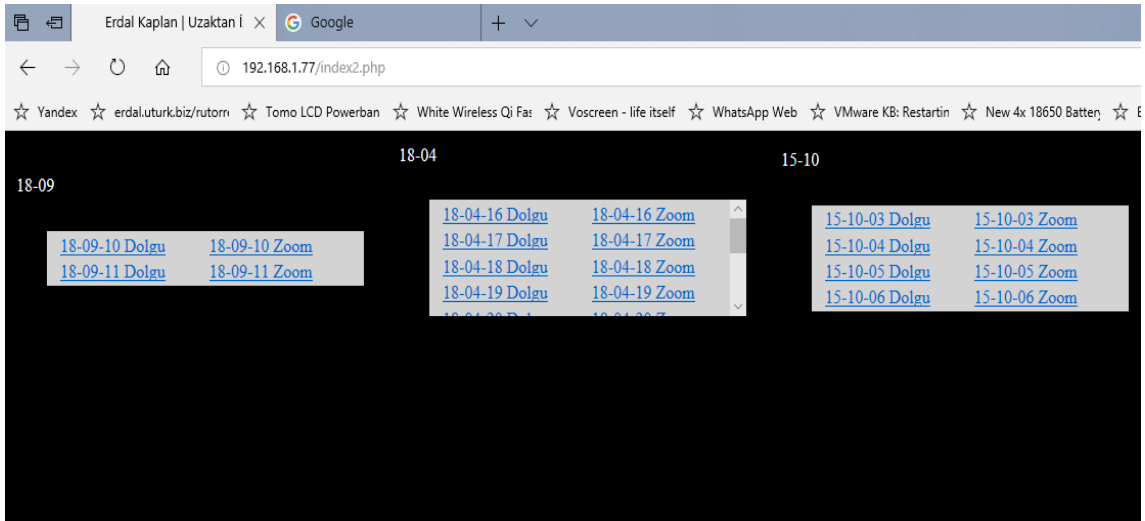 Erdal Kaplan | Uzaktan İ
Google
192.168.1.77/index2.php
Yandex erdal.uturk.biz/rutorre Tomo LCD Powerban White Wireless Qi Fas Voscreen - life itself WhatsApp Web VMware KB: Restartin New 4x 18650 Battery
18-09
18-09-10 Dolgu 18-09-10 Zoom
18-09-11 Dolgu 18-09-11 Zoom
18-04
18-04-16 Dolgu 18-04-16 Zoom
18-04-17 Dolgu 18-04-17 Zoom
18-04-18 Dolgu 18-04-18 Zoom
18-04-19 Dolgu 18-04-19 Zoom
15-10
15-10-03 Dolgu 15-10-03 Zoom
15-10-04 Dolgu 15-10-04 Zoom
15-10-05 Dolgu 15-10-05 Zoom
15-10-06 Dolgu 15-10-06 Zoom